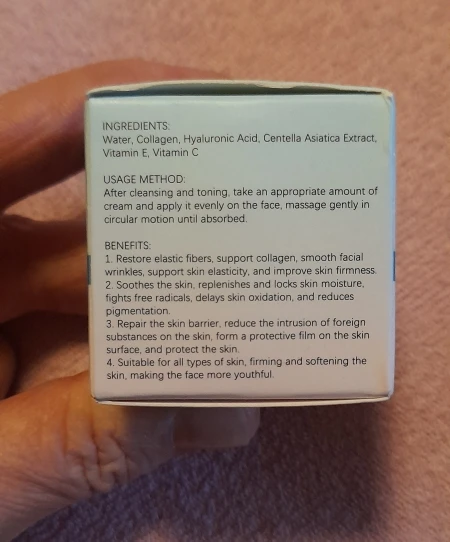 INGREDIENTS:
Water, Collagen, Hyaluronic Acid, Centella Asiatica Extract,
Vitamin E, Vitamin C
USAGE METHOD:
After cleansing and toning, take an appropriate amount of
cream and apply it evenly on the face, massage gently in
circular motion until absorbed.
BENEFITS:
1. Restore elastic fibers, support collagen, smooth facial
wrinkles, support skin elasticity, and improve skin firmness.
2. Soothes the skin, replenishes and locks skin moisture,
fights free radicals, delays skin oxidation, and reduces
pigmentation.
3. Repair the skin barrier, reduce the intrusion of foreign
substances on the skin, form a protective film on the skin
surface, and protect the skin.
4. Suitable for all types of skin, firming and softening the
skin, making the face more youthful.